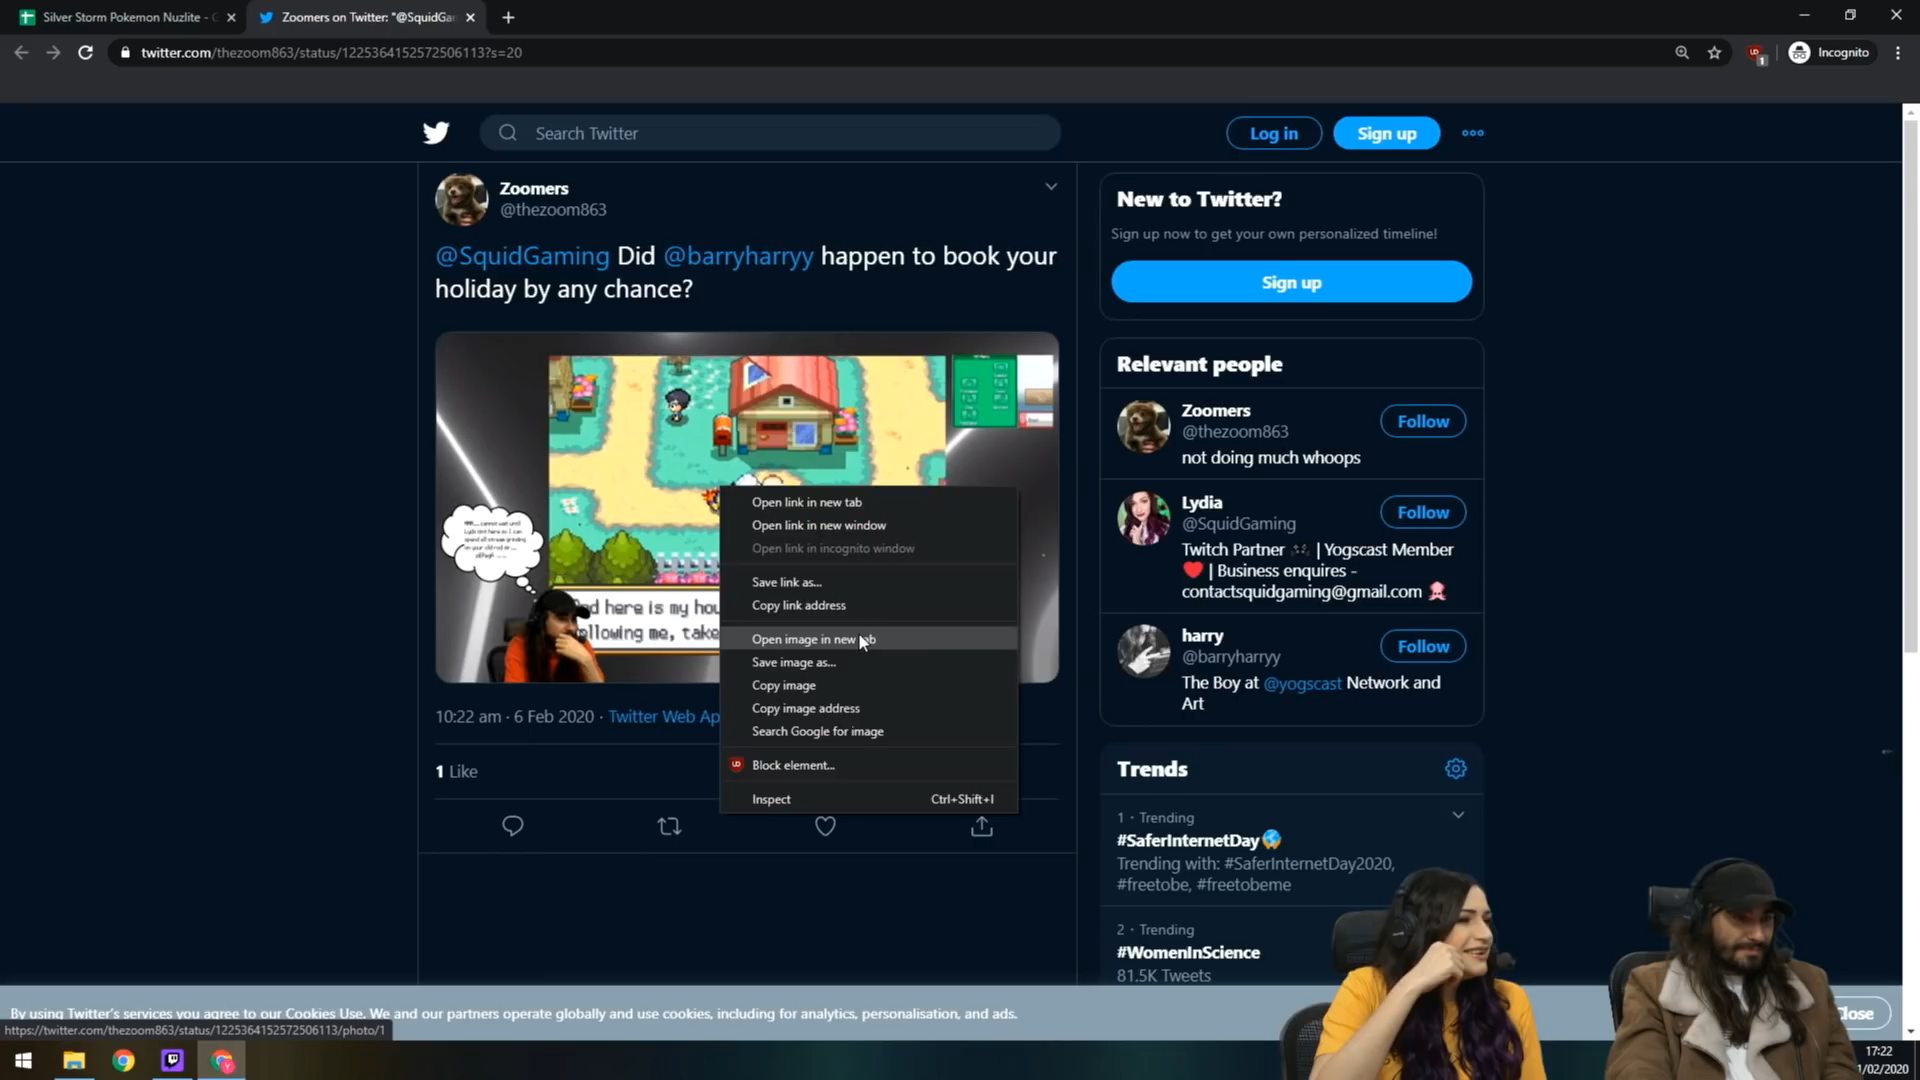 Silver Storm Pokemon Nuzlite - G
Zoomers on Twitter: "@SquidGan
twitter.com/thezoom863/status/1225364152572506113?s=20
1
Incognito
Search Twitter
Log in
Sign up
Zoomers
@thezoom863
@SquidGaming Did @barryharryy happen to book your
holiday by any chance?
cannot wait until
ollowing me, take
10:22 am · 6 Feb 2020 · Twitter Web Ap
1 Like
Open link in new tab
Open link in new window
Open link in incognito window
Save link as...
Copy link address
Open image in new tab
Save image as...
Copy image
Copy image address
Search Google for image
Block element...
Inspect Ctrl+Shift+I
New to Twitter?
Sign up now to get your own personalized timeline!
Sign up
Relevant people
Zoomers
@thezoom863
not doing much whoops
Follow
Lydia
@SquidGaming
Follow
Twitch Partner | Yogscast Member
| Business enquires -
contactsquidgaming@gmail.com
harry
@barryharryy
Follow
The Boy at @yogscast Network and
Art
Trends
1 · Trending
#SaferInternetDay
Trending with: #SaferInternetDay2020,
#freetobe, #freetobeme
2 · Trending
#WomenInScience
81.5K Tweets
By using Twitter's services you agree to our Cookies Use. We and our partners operate globally and use cookies, including for analytics, personalisation, and ads.
Close
https://twitter.com/thezoom863/status/1225364152572506113/photo/1
17:22
1/02/2020